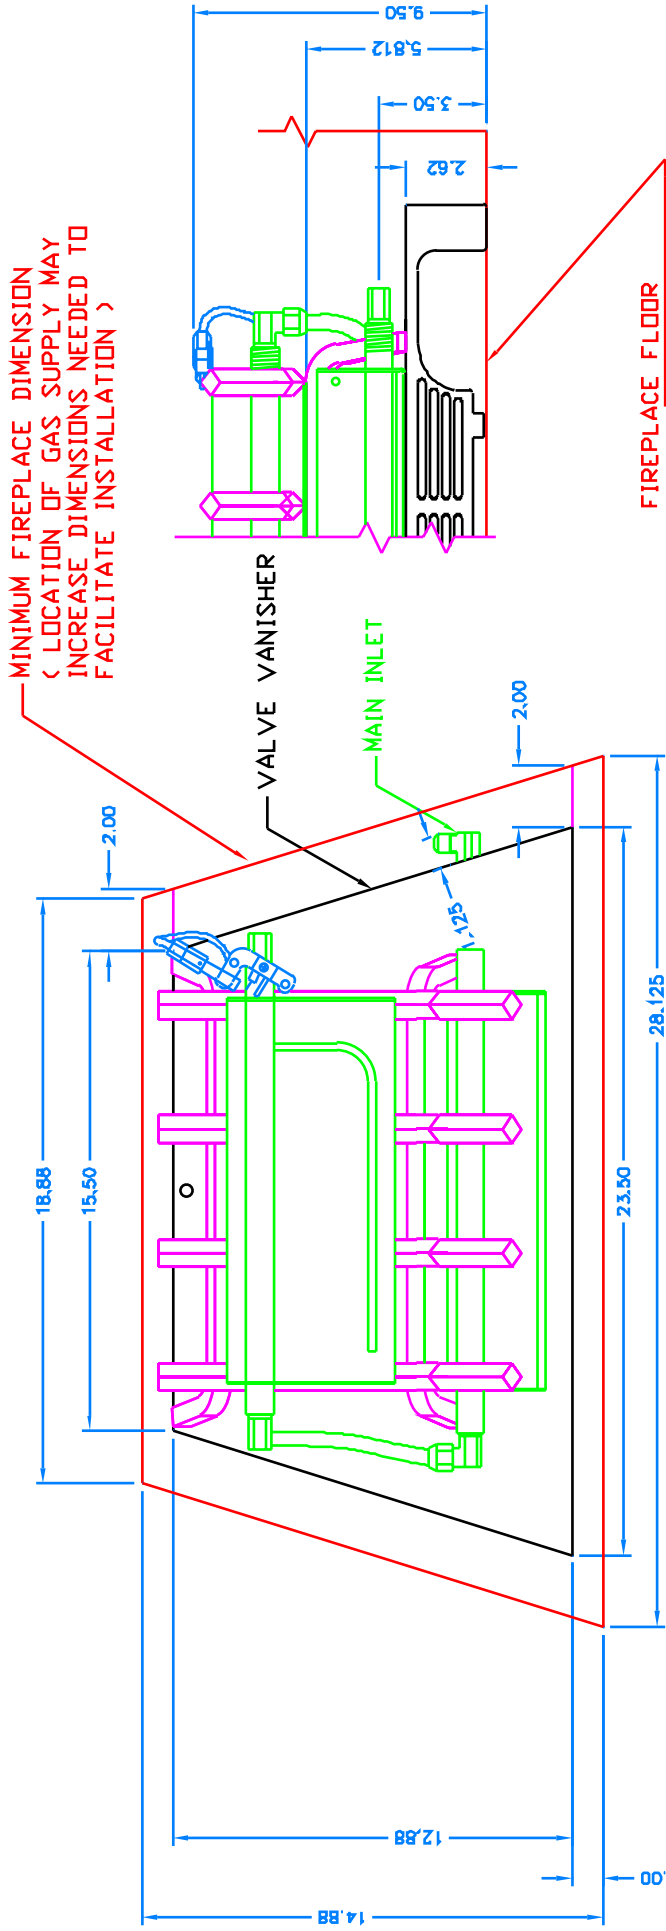 MINIMUM FIREPLACE DIMENSION
( LOCATION OF GAS SUPPLY MAY
INCREASE DIMENSIONS NEEDED TO
FACILITATE INSTALLATION )
VALVE VANISHER
MAIN INLET
FIREPLACE FLOOR
9.50
5.812
3.50
2.62
2.00
2.00
1.125
18.88
15.50
23.50
28.125
12.88
14.88
.00